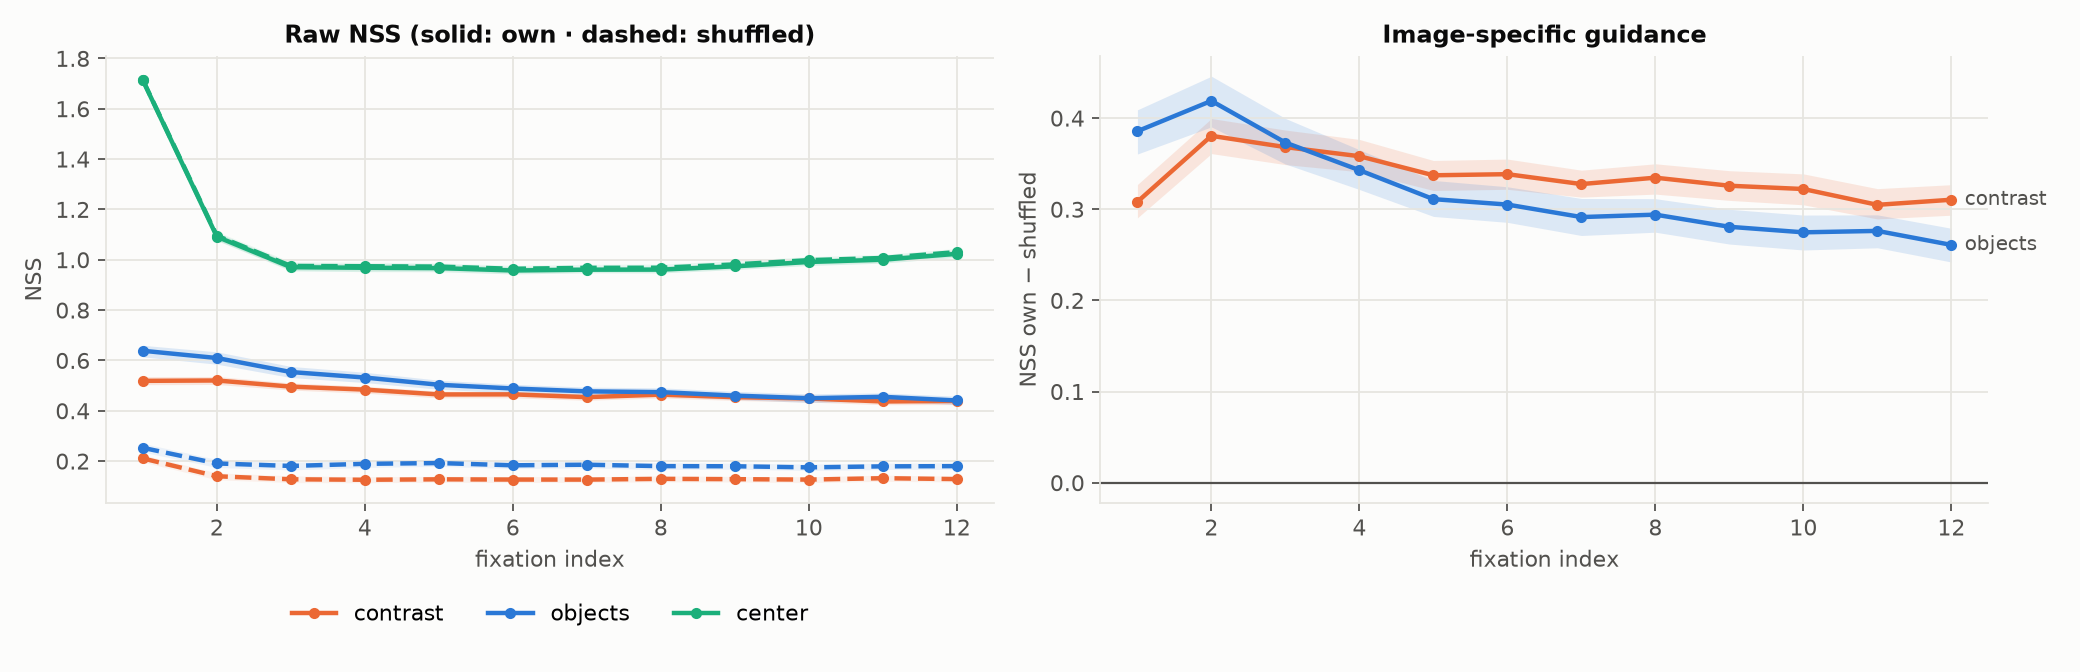 Raw NSS (solid: own · dashed: shuffled)
NSS
1.8
1.6
1.4
1.2
1.0
0.8
0.6
0.4
0.2
2 4 6 8 10 12
fixation index
contrast objects center
Image-specific guidance
NSS own − shuffled
0.4
0.3
0.2
0.1
0.0
contrast
objects
2 4 6 8 10 12
fixation index